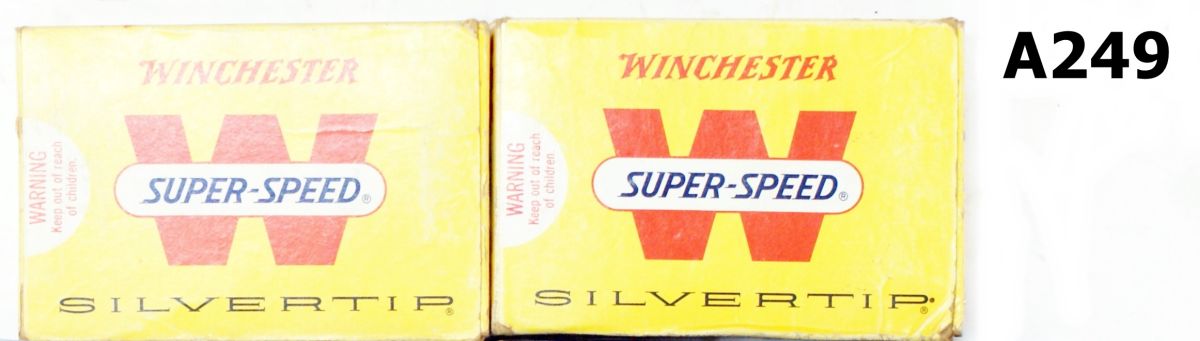 WINCHESTER
SUPER-SPEED®
SILVERTIP®
WARNING
Keep out of reach
of children.
WINCHESTER
SUPER-SPEED®
SILVERTIP®
WARNING
Keep out of reach
of children.
A249